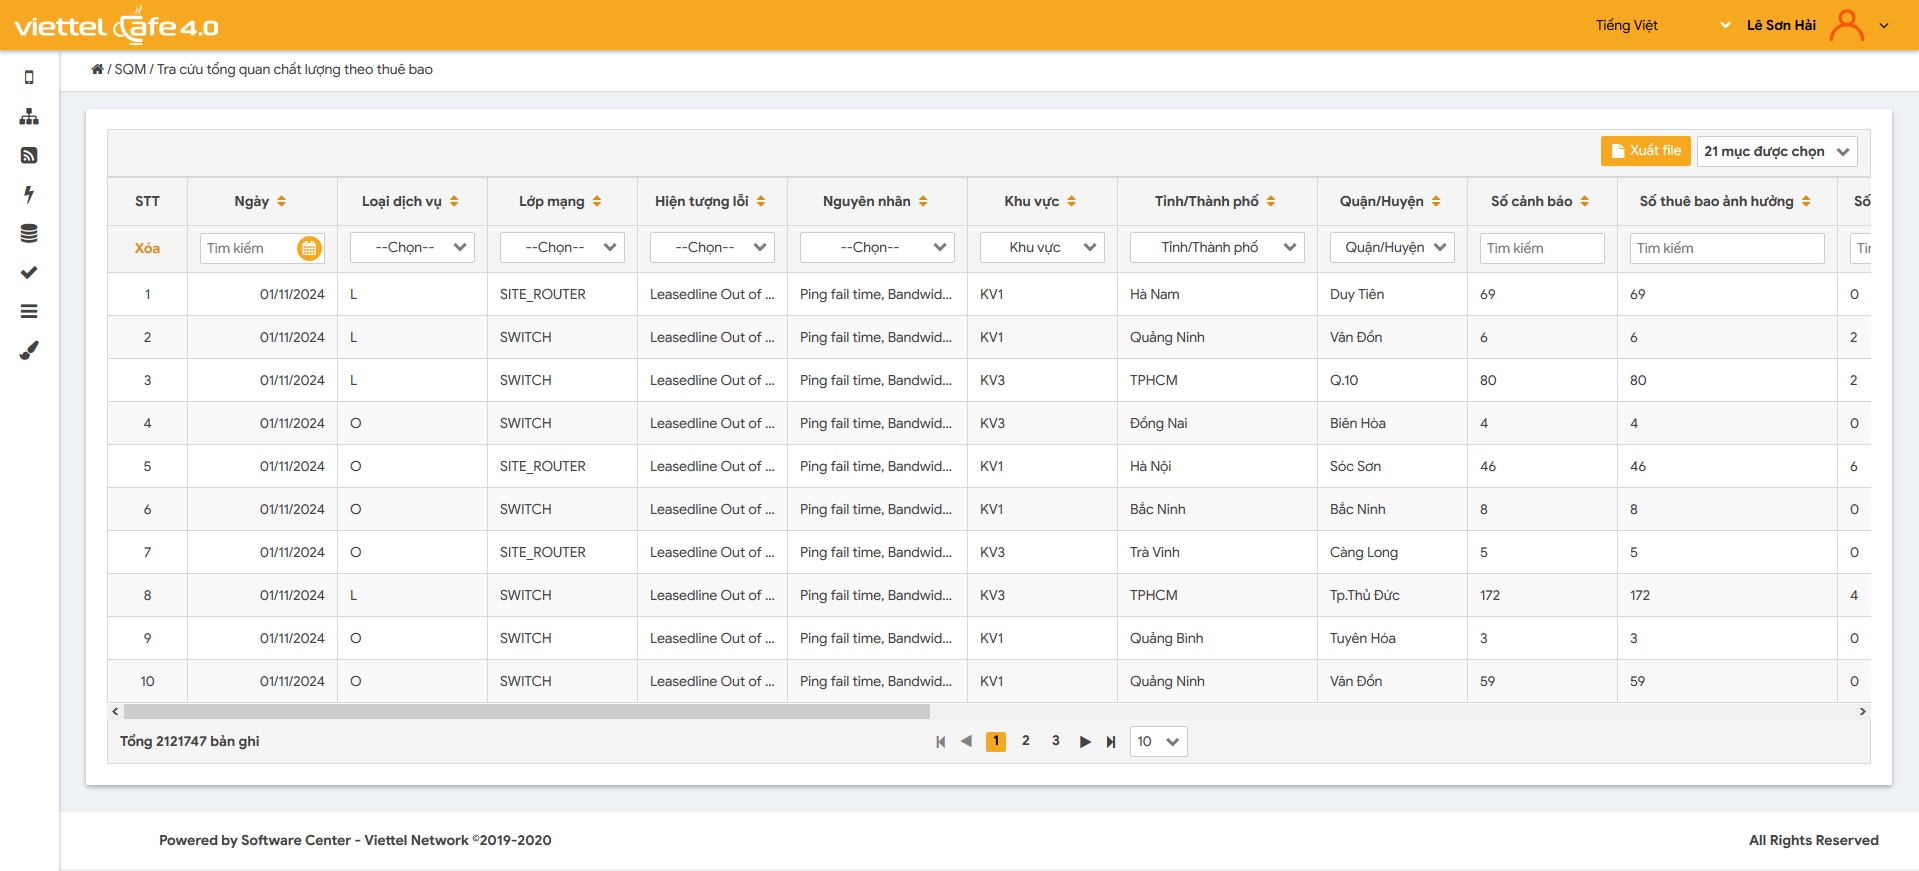 viettel Cafe 4.0
Tiếng Việt
Lê Sơn Hải
/ SQM / Tra cứu tổng quan chất lượng theo thuê bao
Xuất file
21 mục được chọn
STT Ngày Loại dịch vụ Lớp mạng Hiện tượng lỗi Nguyên nhân Khu vực Tỉnh/Thành phố Quận/Huyện Số cảnh báo Số thuê bao ảnh hưởng Số
Xóa Tìm kiếm --Chọn-- --Chọn-- --Chọn-- --Chọn-- Khu vực Tỉnh/Thành phố Quận/Huyện Tìm kiếm Tìm kiếm
1 01/11/2024 L SITE_ROUTER Leasedline Out of ... Ping fail time, Bandwid... KV1 Hà Nam Duy Tiên 69 69 0
2 01/11/2024 L SWITCH Leasedline Out of ... Ping fail time, Bandwid... KV1 Quảng Ninh Vân Đồn 6 6 2
3 01/11/2024 L SWITCH Leasedline Out of ... Ping fail time, Bandwid... KV3 TPHCM Q.10 80 80 2
4 01/11/2024 O SWITCH Leasedline Out of ... Ping fail time, Bandwid... KV3 Đồng Nai Biên Hòa 4 4 0
5 01/11/2024 O SITE_ROUTER Leasedline Out of ... Ping fail time, Bandwid... KV1 Hà Nội Sóc Sơn 46 46 6
6 01/11/2024 O SWITCH Leasedline Out of ... Ping fail time, Bandwid... KV1 Bắc Ninh Bắc Ninh 8 8 0
7 01/11/2024 O SITE_ROUTER Leasedline Out of ... Ping fail time, Bandwid... KV3 Trà Vinh Càng Long 5 5 0
8 01/11/2024 L SWITCH Leasedline Out of ... Ping fail time, Bandwid... KV3 TPHCM Tp.Thủ Đức 172 172 4
9 01/11/2024 O SWITCH Leasedline Out of ... Ping fail time, Bandwid... KV1 Quảng Bình Tuyên Hóa 3 3 0
10 01/11/2024 O SWITCH Leasedline Out of ... Ping fail time, Bandwid... KV1 Quảng Ninh Vân Đồn 59 59 0
Tổng 2121747 bản ghi
1 2 3
10
Powered by Software Center - Viettel Network ©2019-2020
All Rights Reserved